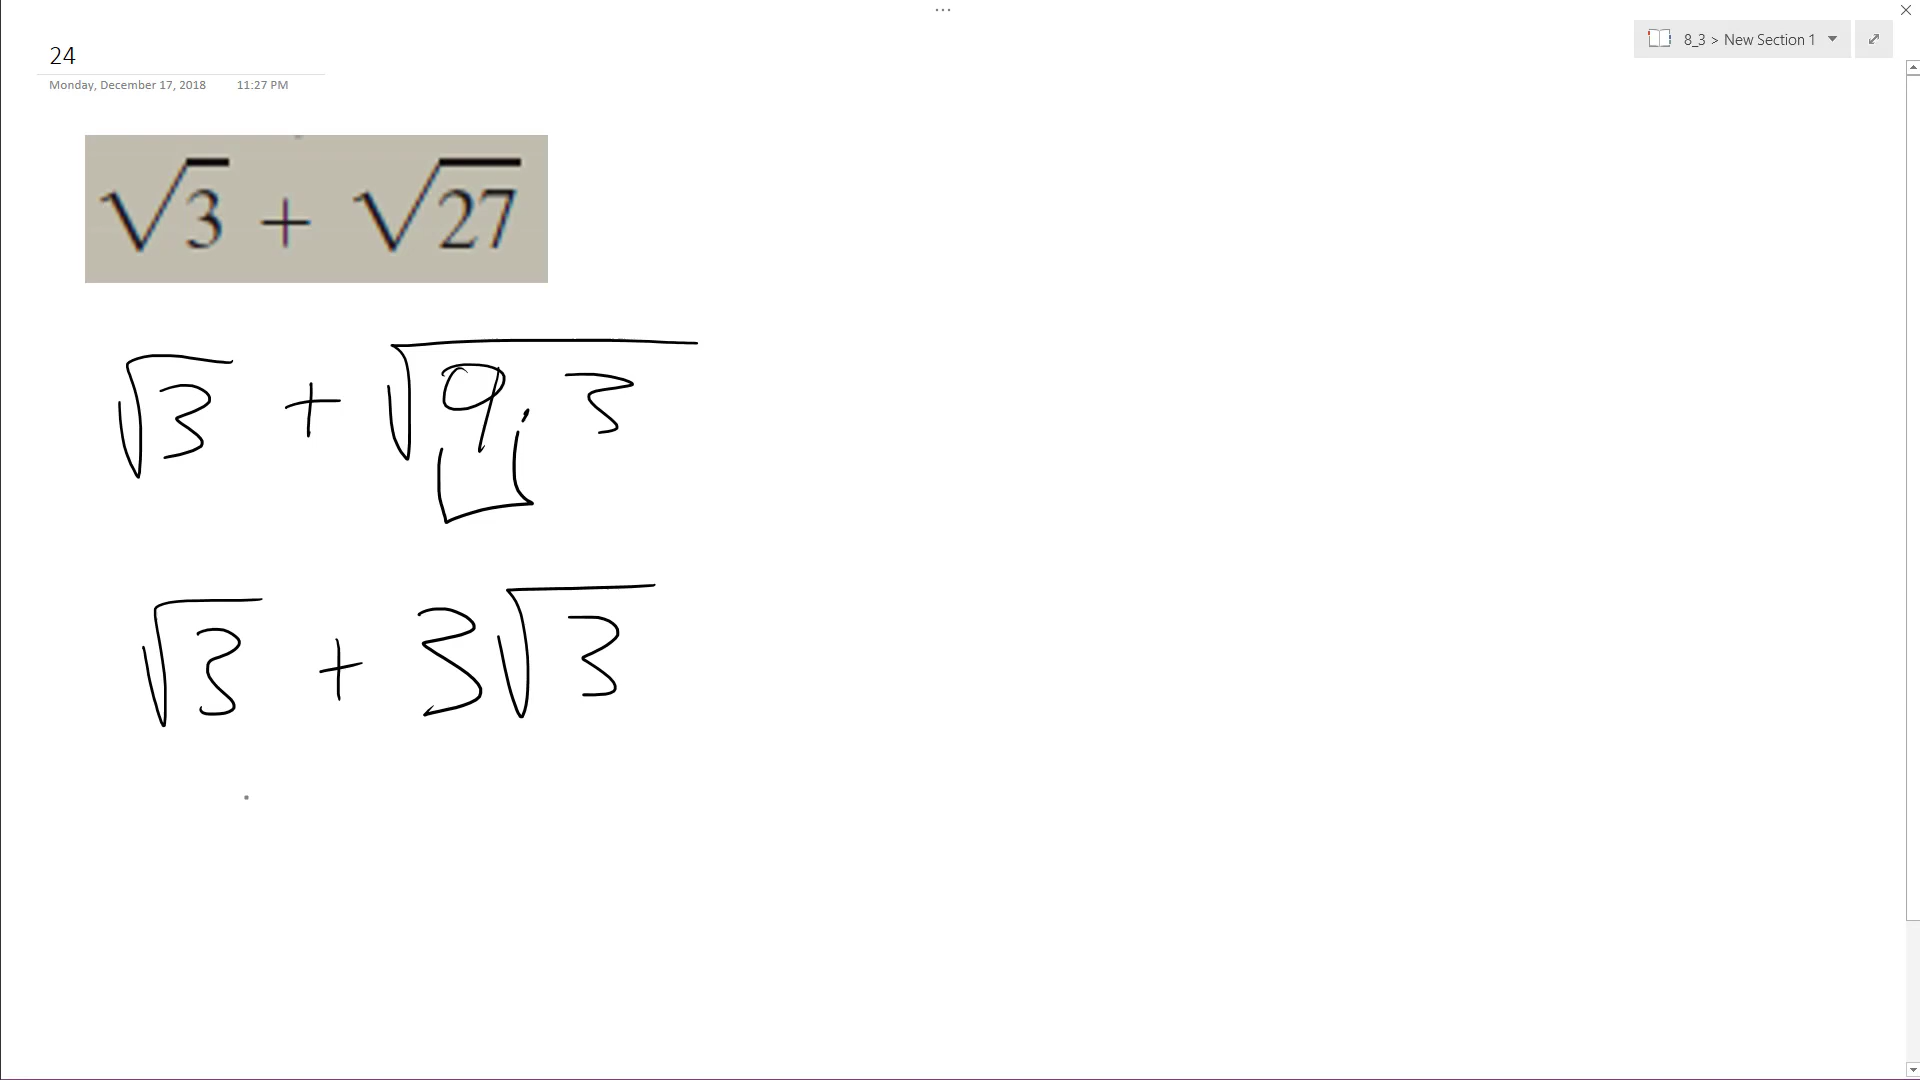 ...
8_3 > New Section 1
24
Monday, December 17, 2018 11:27 PM
√3 + √27
√3 + √9·3
√3 + 3√3